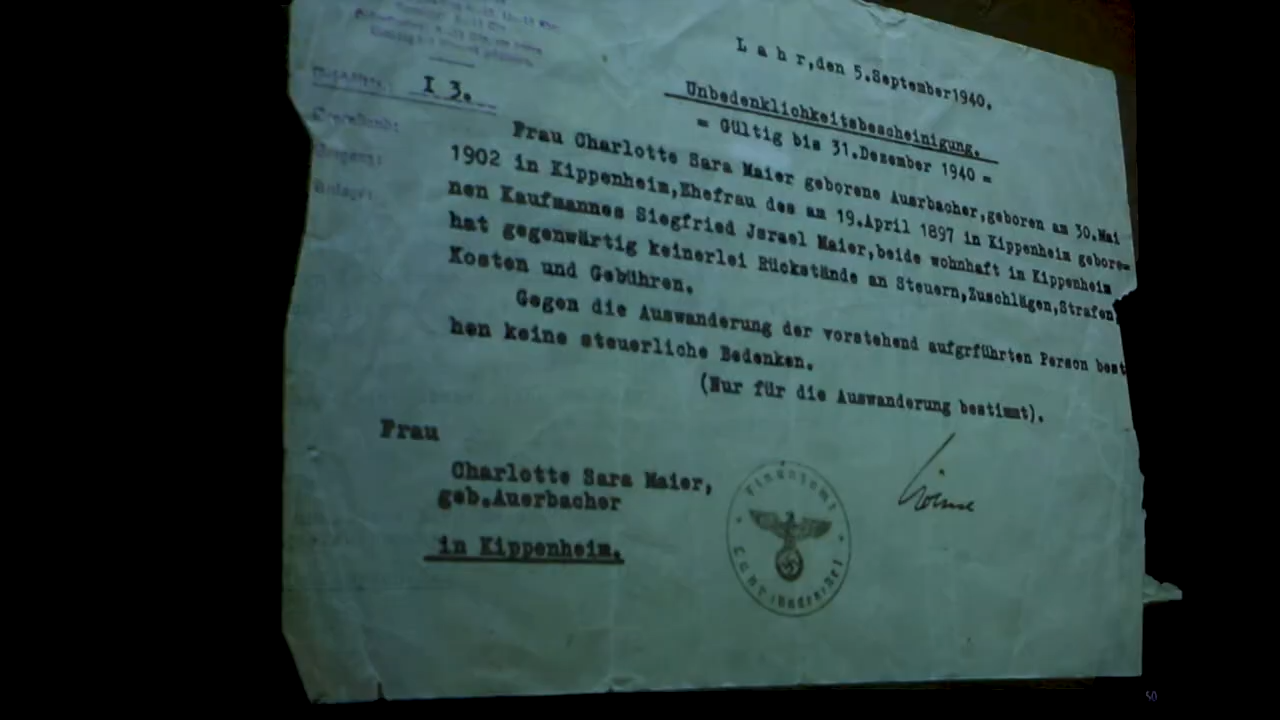 I 3.
L a h r,den 5.September1940.
Unbedenklichkeitsbescheinigung.
= Gültig bis 31.Dezember 1940 =
Frau Charlotte Sara Maier geborene Auerbacher,geboren am 30.Mai
1902 in Kippenheim,Ehefrau des am 19.April 1897 in Kippenheim gebore=
nen Kaufmannes Siegfried Jsrael Maier,beide wohnhaft in Kippenheim
hat gegenwärtig keinerlei Rückstände an Steuern,Zuschlägen,Strafen,
Kosten und Gebühren.
Gegen die Auswanderung der vorstehend aufgrführten Person best
hen keine steuerliche Bedenken.
(Nur für die Auswanderung bestimmt).
Frau
Charlotte Sara Maier,
geb.Auerbacher
in Kippenheim.
Finanzamt
Lahr (Baden)
50